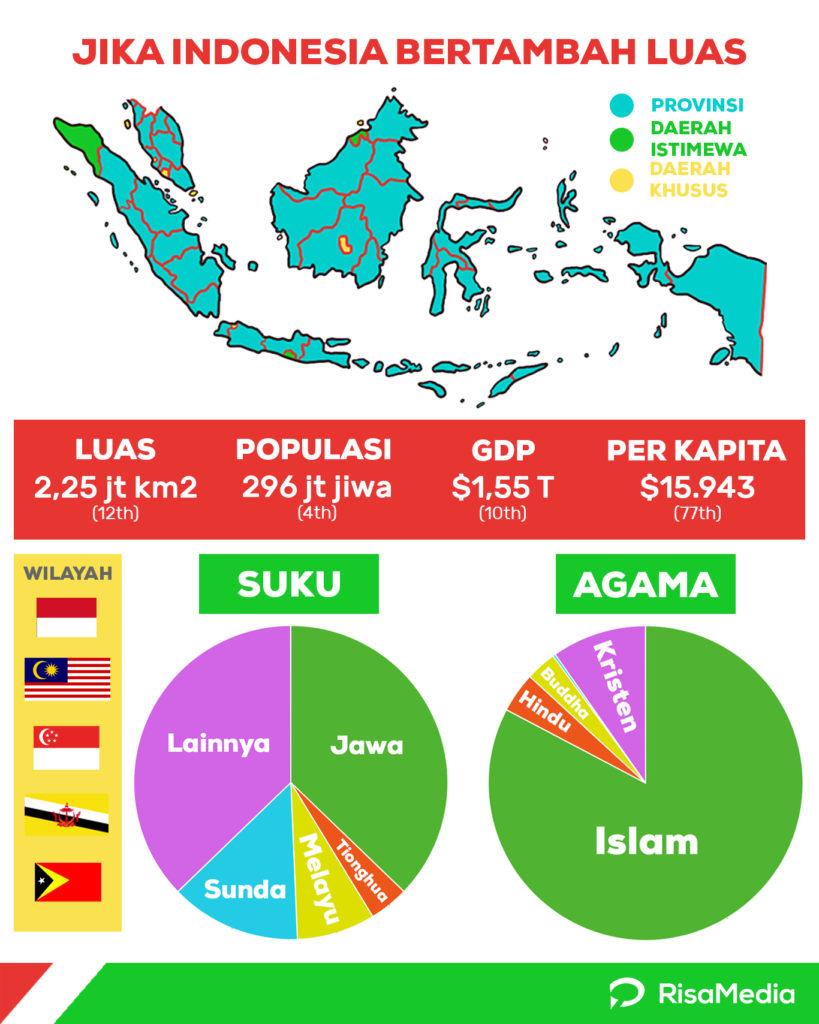 JIKA INDONESIA BERTAMBAH LUAS
PROVINSI
DAERAH
ISTIMEWA
DAERAH
KHUSUS
LUAS
2,25 jt km2
(12th)
POPULASI
296 jt jiwa
(4th)
GDP
$1,55 T
(10th)
PER KAPITA
$15.943
(77th)
WILAYAH
SUKU
Lainnya
Jawa
Sunda
Melayu
Tionghua
AGAMA
Kristen
Buddha
Hindu
Islam
RisaMedia